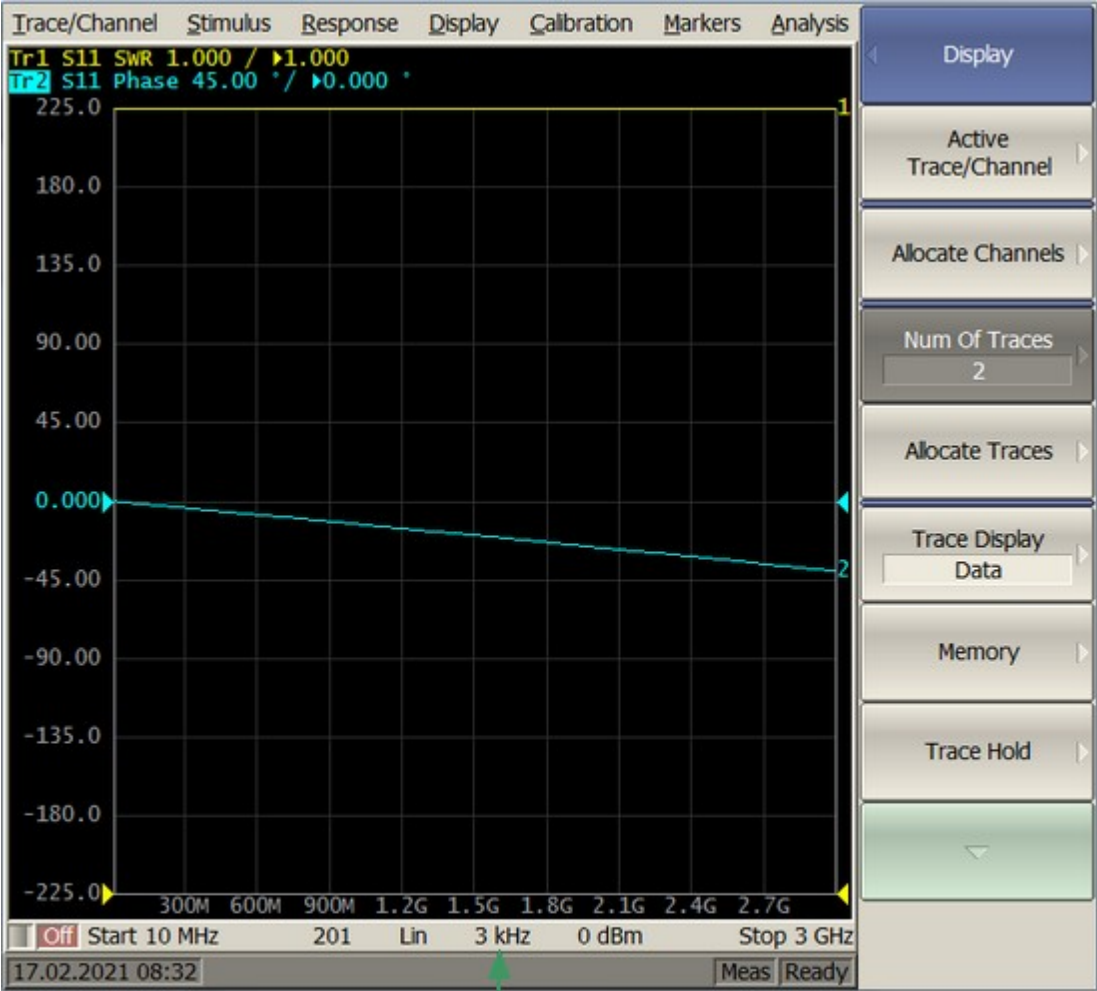 Trace/Channel Stimulus Response Display Calibration Markers Analysis
Tr1 S11 SWR 1.000 / ▶1.000
Tr2 S11 Phase 45.00 °/ ▶0.000 °
225.0
1
180.0
135.0
90.00
45.00
0.000
-45.00
2
-90.00
-135.0
-180.0
-225.0
300M 600M 900M 1.2G 1.5G 1.8G 2.1G 2.4G 2.7G
Off Start 10 MHz 201 Lin 3 kHz 0 dBm Stop 3 GHz
17.02.2021 08:32 Meas Ready
Display
Active
Trace/Channel
Allocate Channels
Num Of Traces
2
Allocate Traces
Trace Display
Data
Memory
Trace Hold